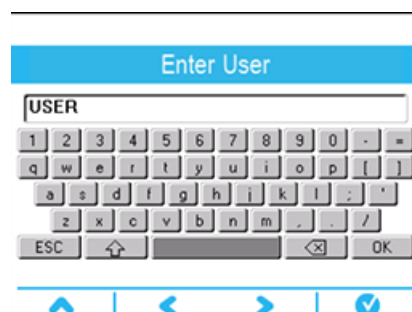 Enter User
USER
1 2 3 4 5 6 7 8 9 0 - =
q w e r t y u i o p [ ]
a s d f g h j k l ; '
z x c v b n m , . /
ESC OK